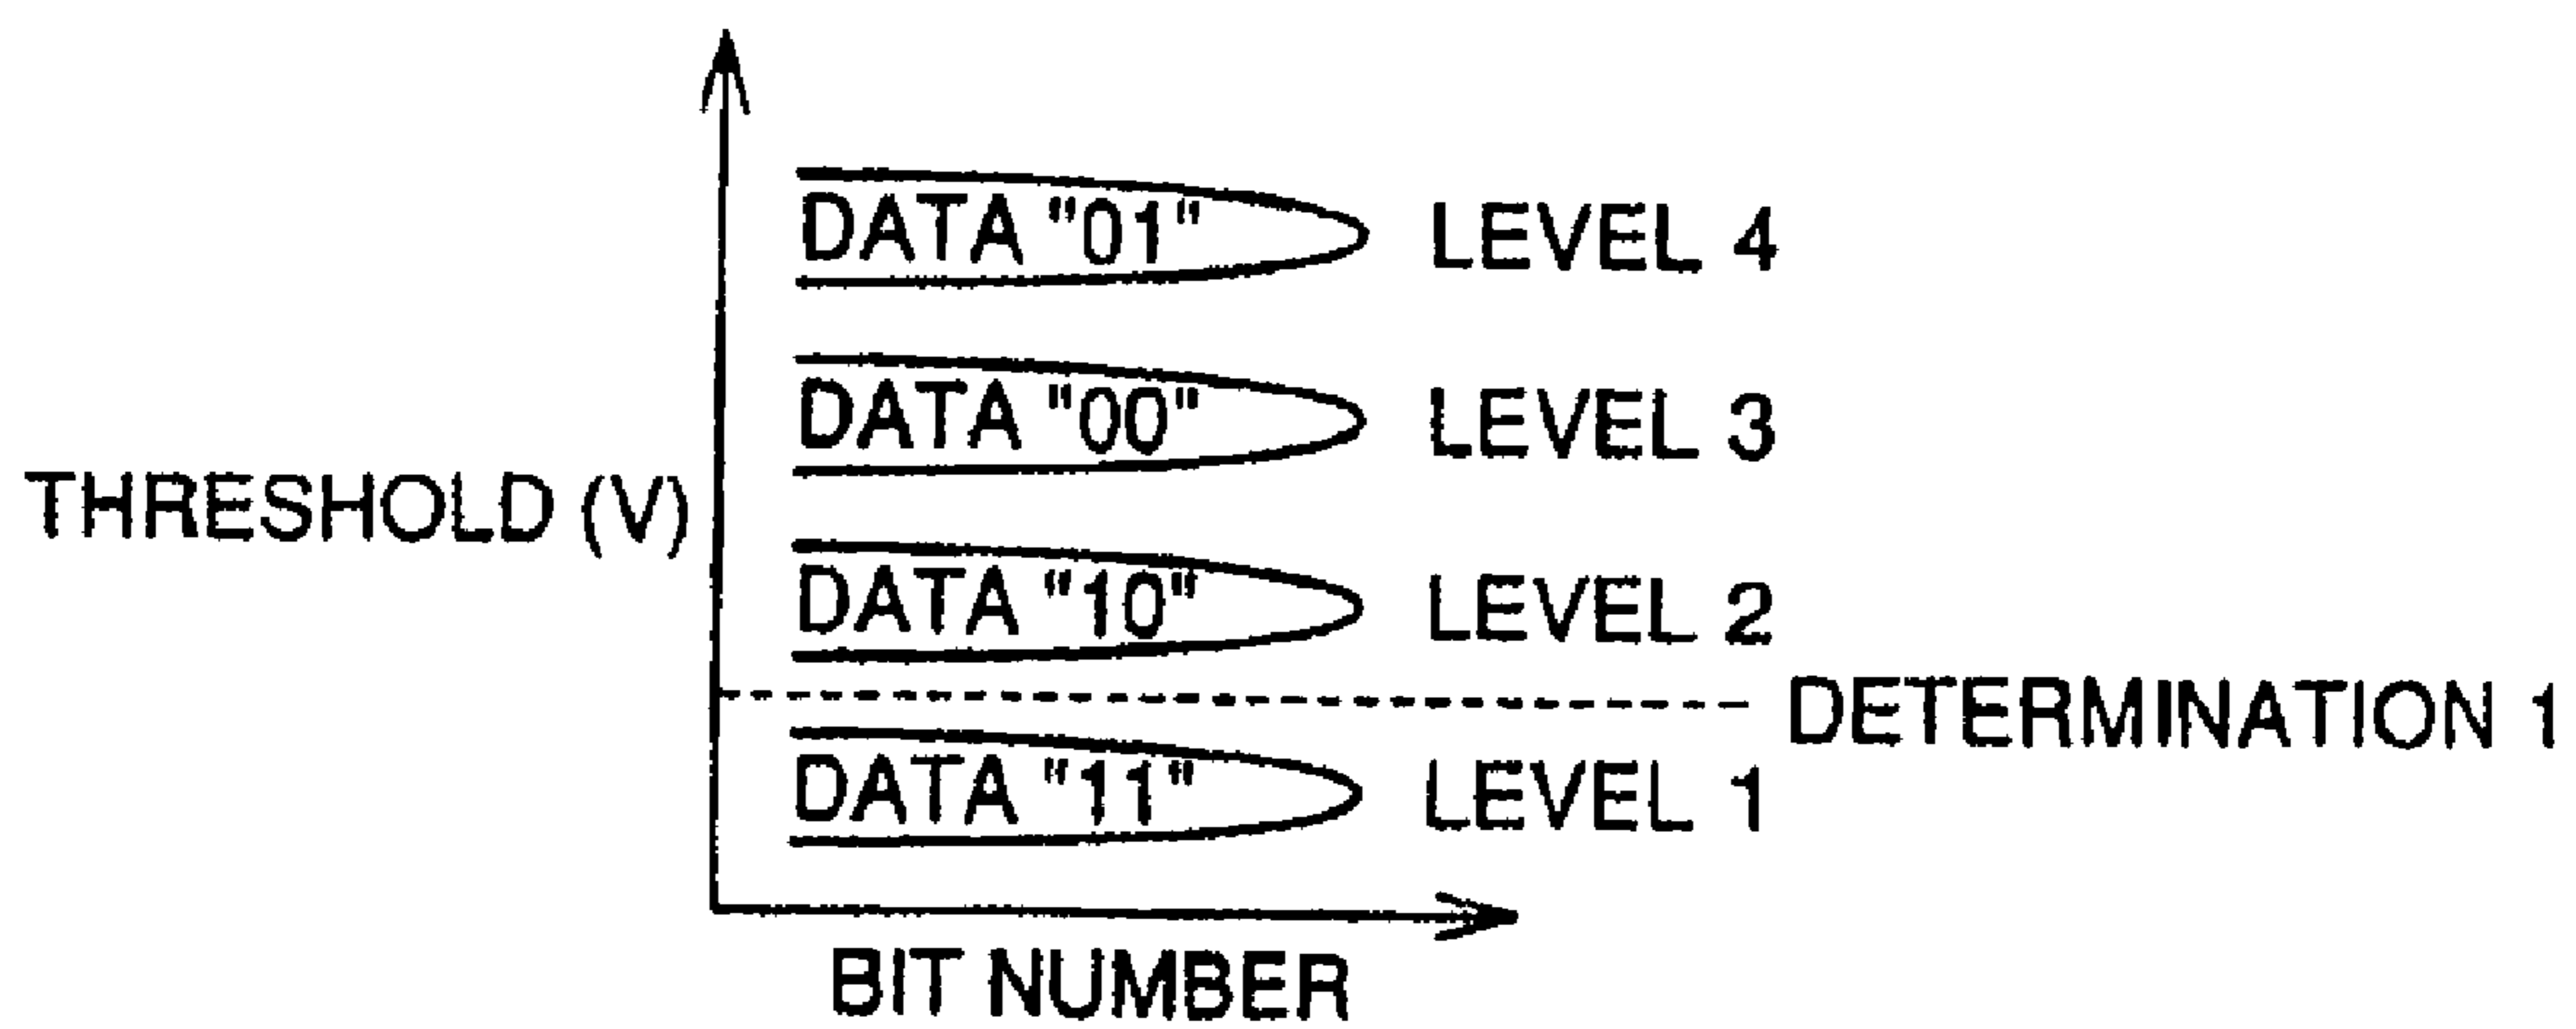 DATA "01" LEVEL 4
DATA "00" LEVEL 3
THRESHOLD (V)
DATA "10" LEVEL 2
DETERMINATION 1
DATA "11" LEVEL 1
BIT NUMBER